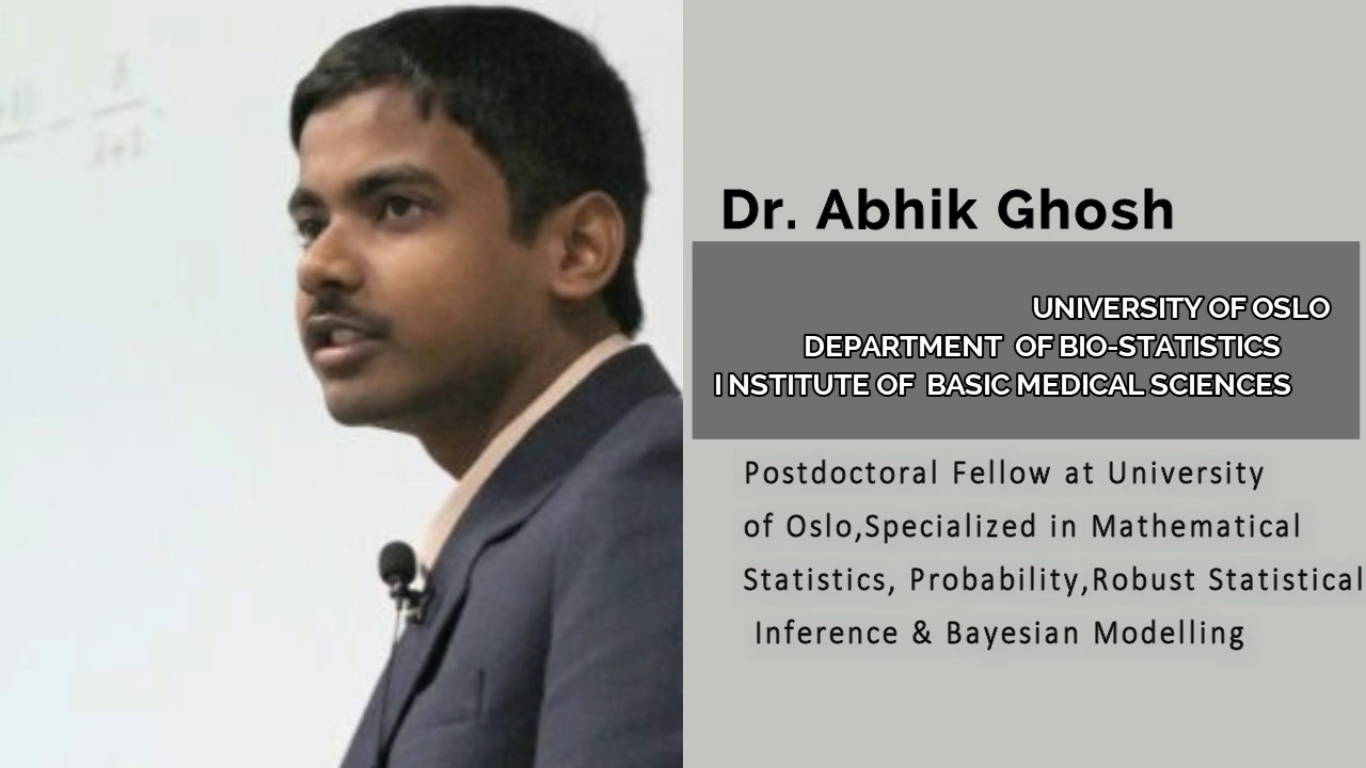 Dr. Abhik Ghosh
UNIVERSITY OF OSLO
DEPARTMENT OF BIO-STATISTICS
I NSTITUTE OF BASIC MEDICAL SCIENCES
Postdoctoral Fellow at University
of Oslo,Specialized in Mathematical
Statistics, Probability,Robust Statistical
Inference & Bayesian Modelling